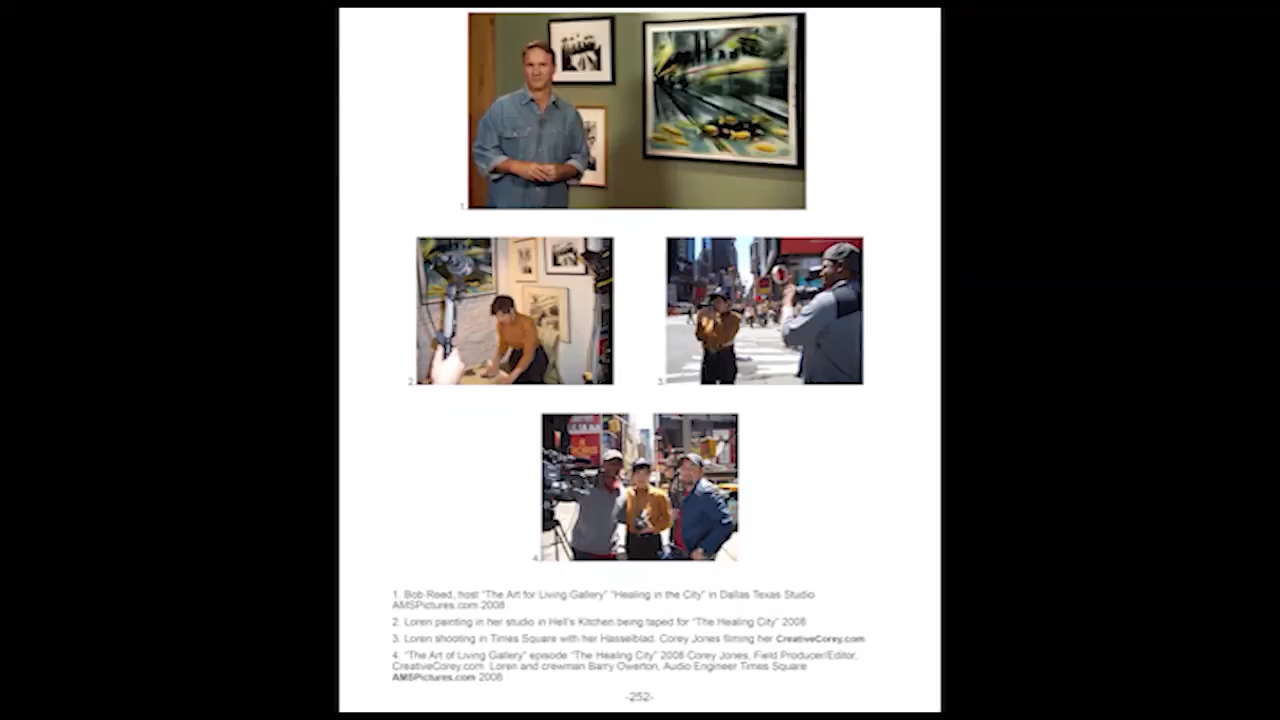 1.
2.
3.
4.
1. Bob Reed, host "The Art for Living Gallery" "Healing in the City" in Dallas Texas Studio
AMSPictures.com 2008
2. Loren painting in her studio in Hell's Kitchen being taped for "The Healing City" 2008
3. Loren shooting in Times Square with her Hasselblad. Corey Jones filming her CreativeCorey.com
4. "The Art of Living Gallery" episode "The Healing City" 2008 Corey Jones, Field Producer/Editor,
CreativeCorey.com Loren and crewman Barry Owerton, Audio Engineer Times Square
AMSPictures.com 2008
-252-